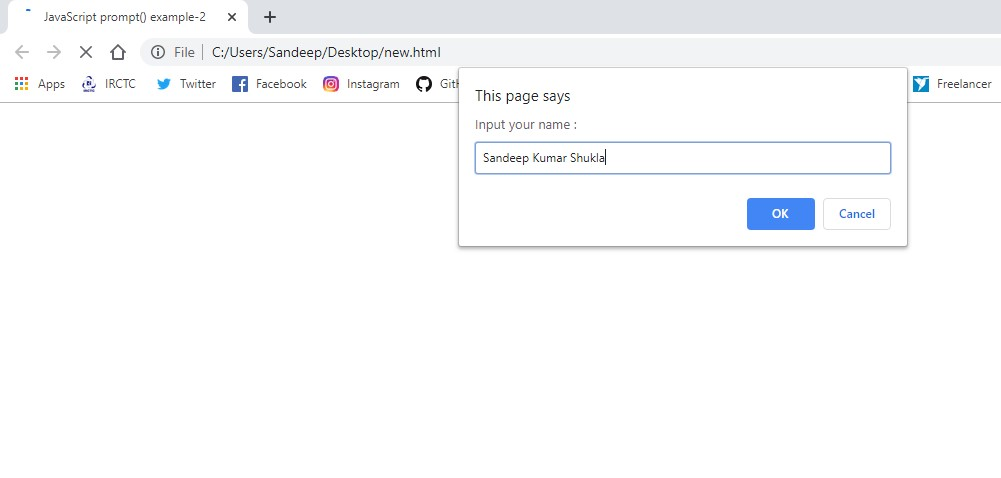 JavaScript prompt() example-2
File | C:/Users/Sandeep/Desktop/new.html
Apps IRCTC Twitter Facebook Instagram Freelancer
This page says
Input your name :
Sandeep Kumar Shukla
OK Cancel